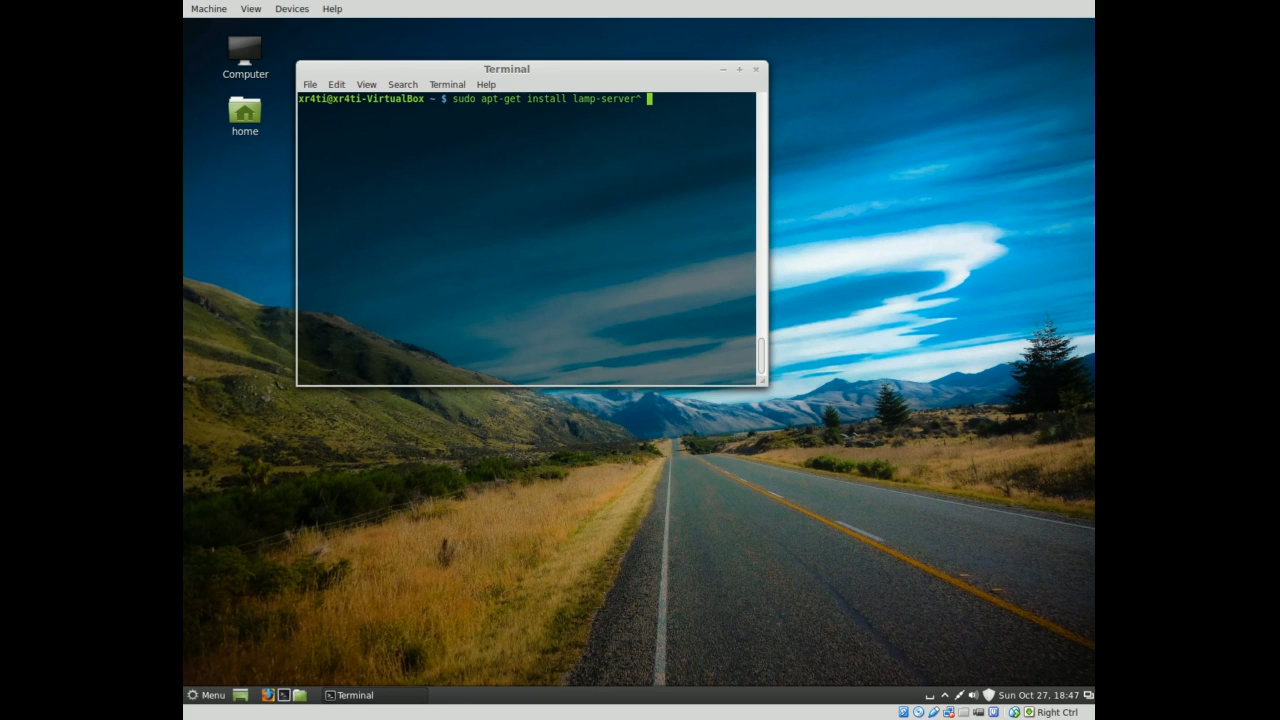 Machine View Devices Help
Computer
home
Terminal
File Edit View Search Terminal Help
xr4ti@xr4ti-VirtualBox ~ $ sudo apt-get install lamp-server^
Menu Terminal Sun Oct 27, 18:47
Right Ctrl